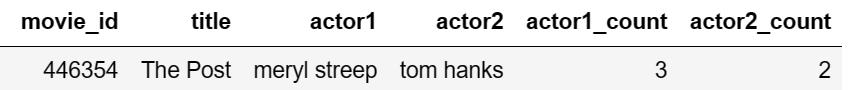 movie_id title actor1 actor2 actor1_count actor2_count
446354 The Post meryl streep tom hanks 3 2